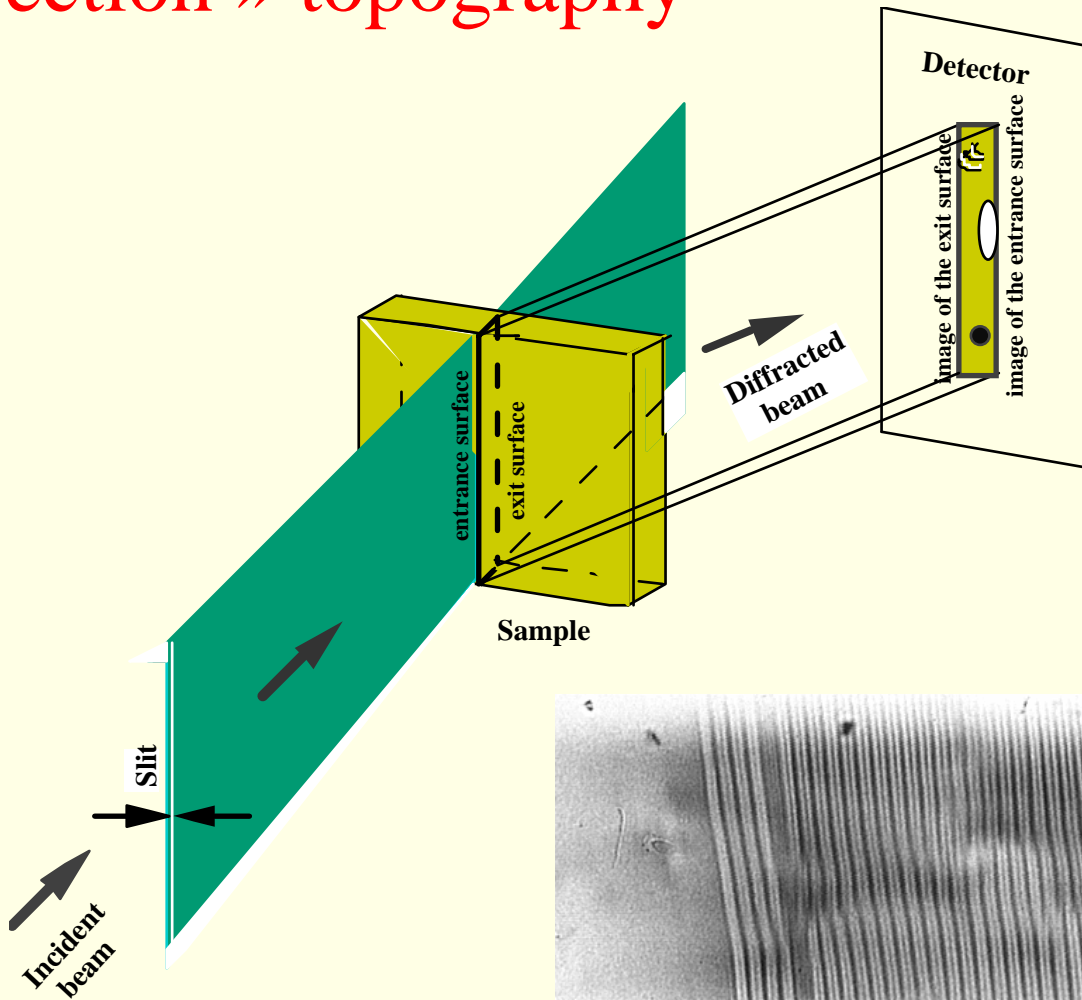 ection » topography
Detector
image of the exit surface
image of the entrance surface
Diffracted
beam
entrance surface
exit surface
Sample
Slit
Incident
beam